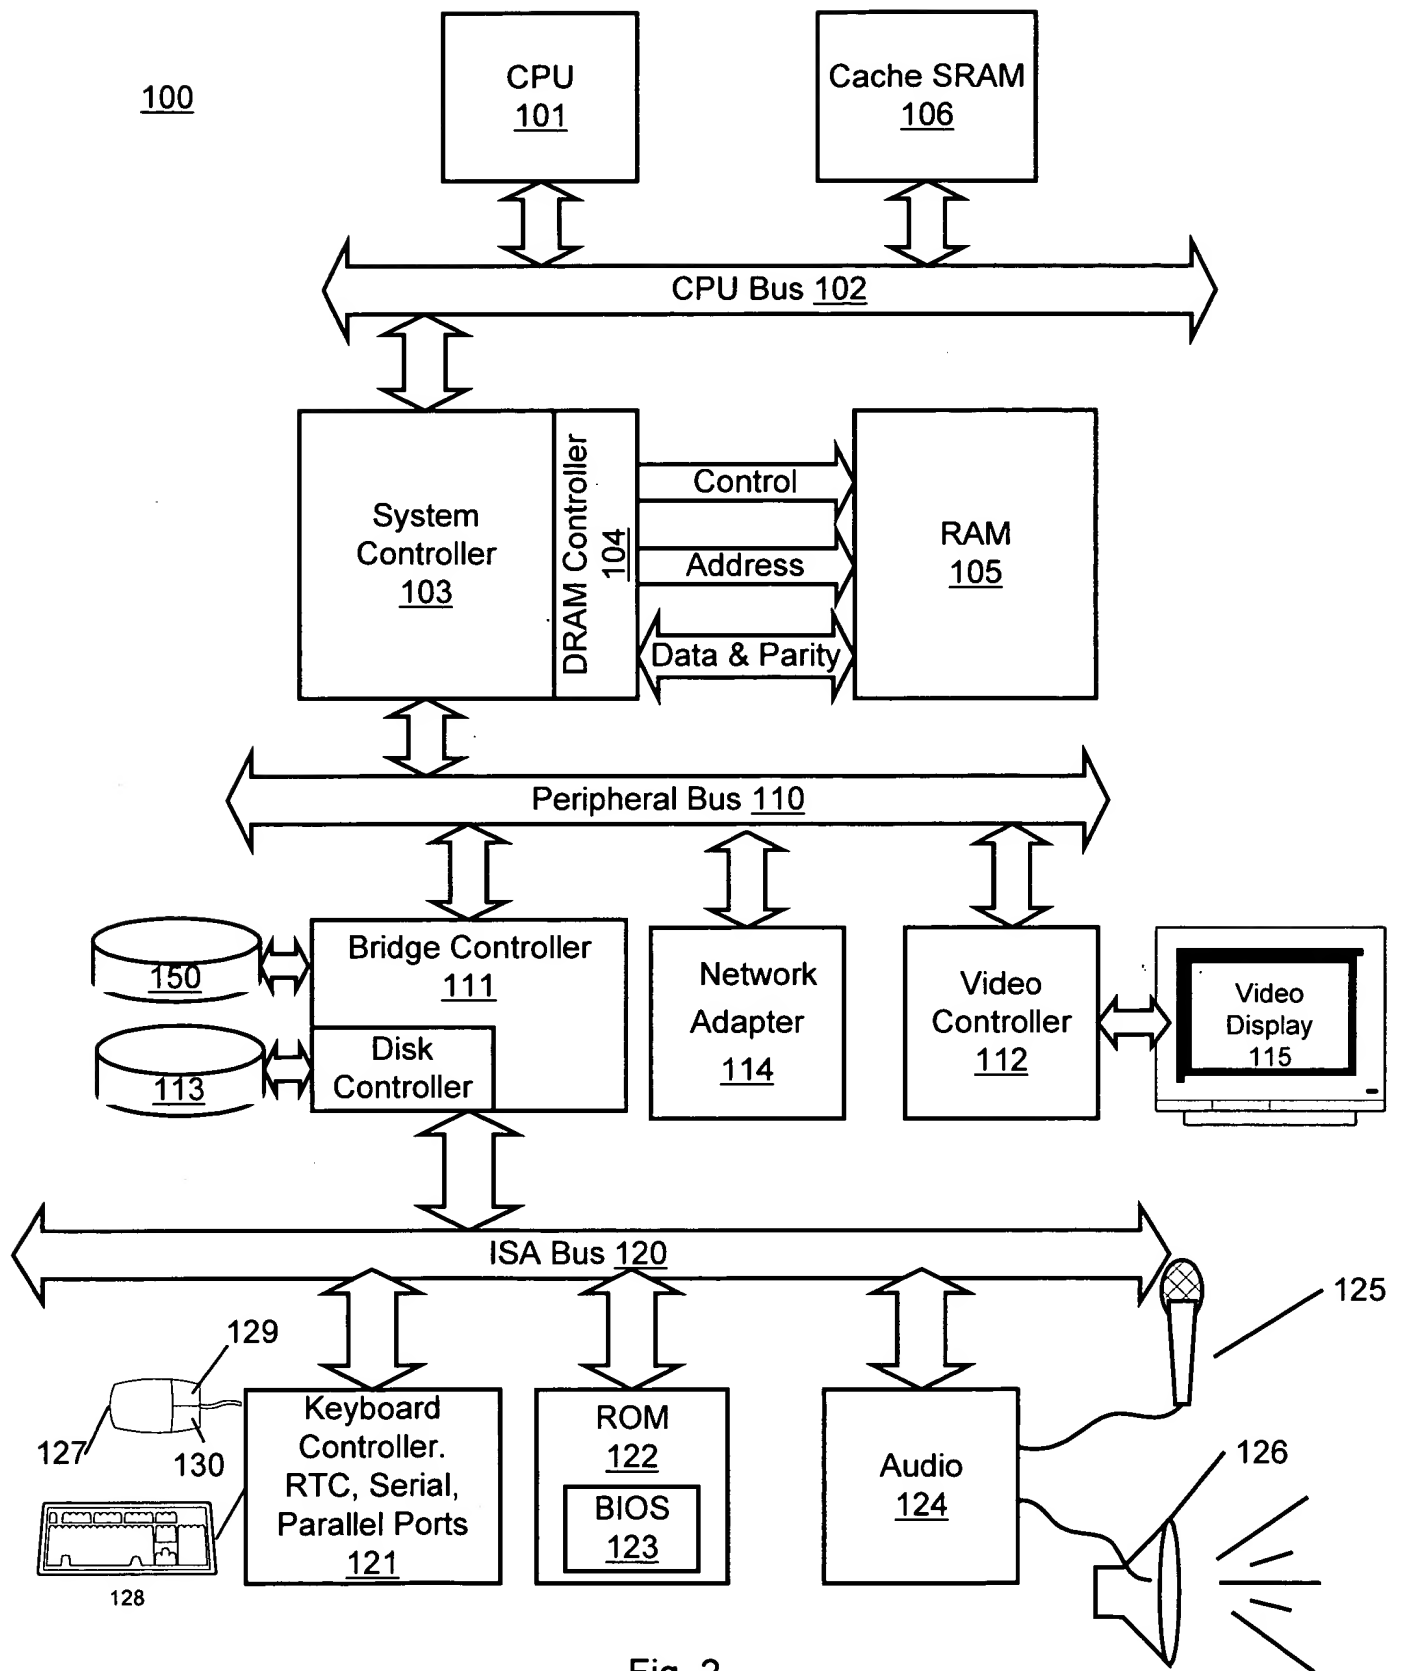 100
CPU
101
Cache SRAM
106
CPU Bus 102
System
Controller
103
DRAM Controller
104
Control
Address
Data & Parity
RAM
105
Peripheral Bus 110
150
113
Bridge Controller
111
Disk
Controller
Network
Adapter
114
Video
Controller
112
Video
Display
115
ISA Bus 120
125
129
127
130
128
Keyboard
Controller.
RTC, Serial,
Parallel Ports
121
ROM
122
BIOS
123
Audio
124
126
Fig. 2